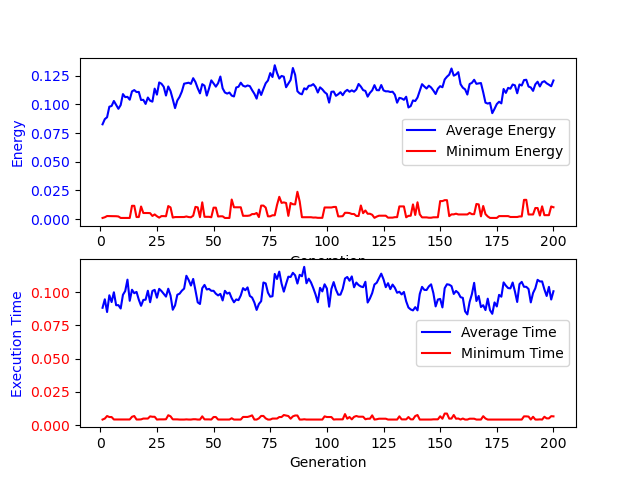 0.125
0.100
0.075
0.050
0.025
0.000
Energy
Average Energy
Minimum Energy
0 25 50 75 100 125 150 175 200
Generation
0.100
0.075
0.050
0.025
0.000
Execution Time
Average Time
Minimum Time
0 25 50 75 100 125 150 175 200
Generation